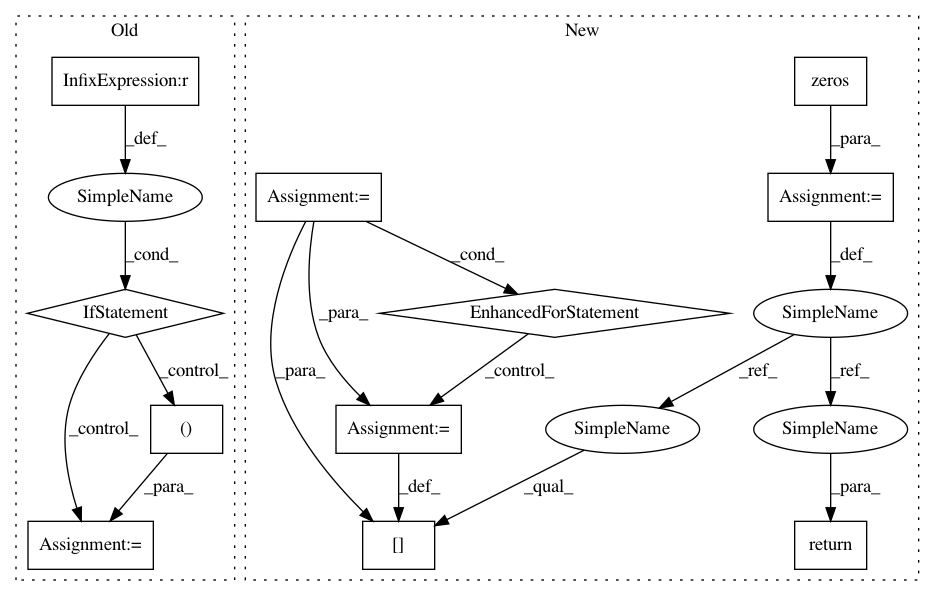 Old
New
InfixExpression:r
zeros
_def_
_para_
SimpleName
Assignment:=
Assignment:=
_cond_
_cond_
_def_
IfStatement
EnhancedForStatement
SimpleName
_para_
_control_
_para_
_control_
_ref_
_ref_
_control_
()
Assignment:=
SimpleName
SimpleName
_para_
_def_
_qual_
_para_
Assignment:=
[]
return